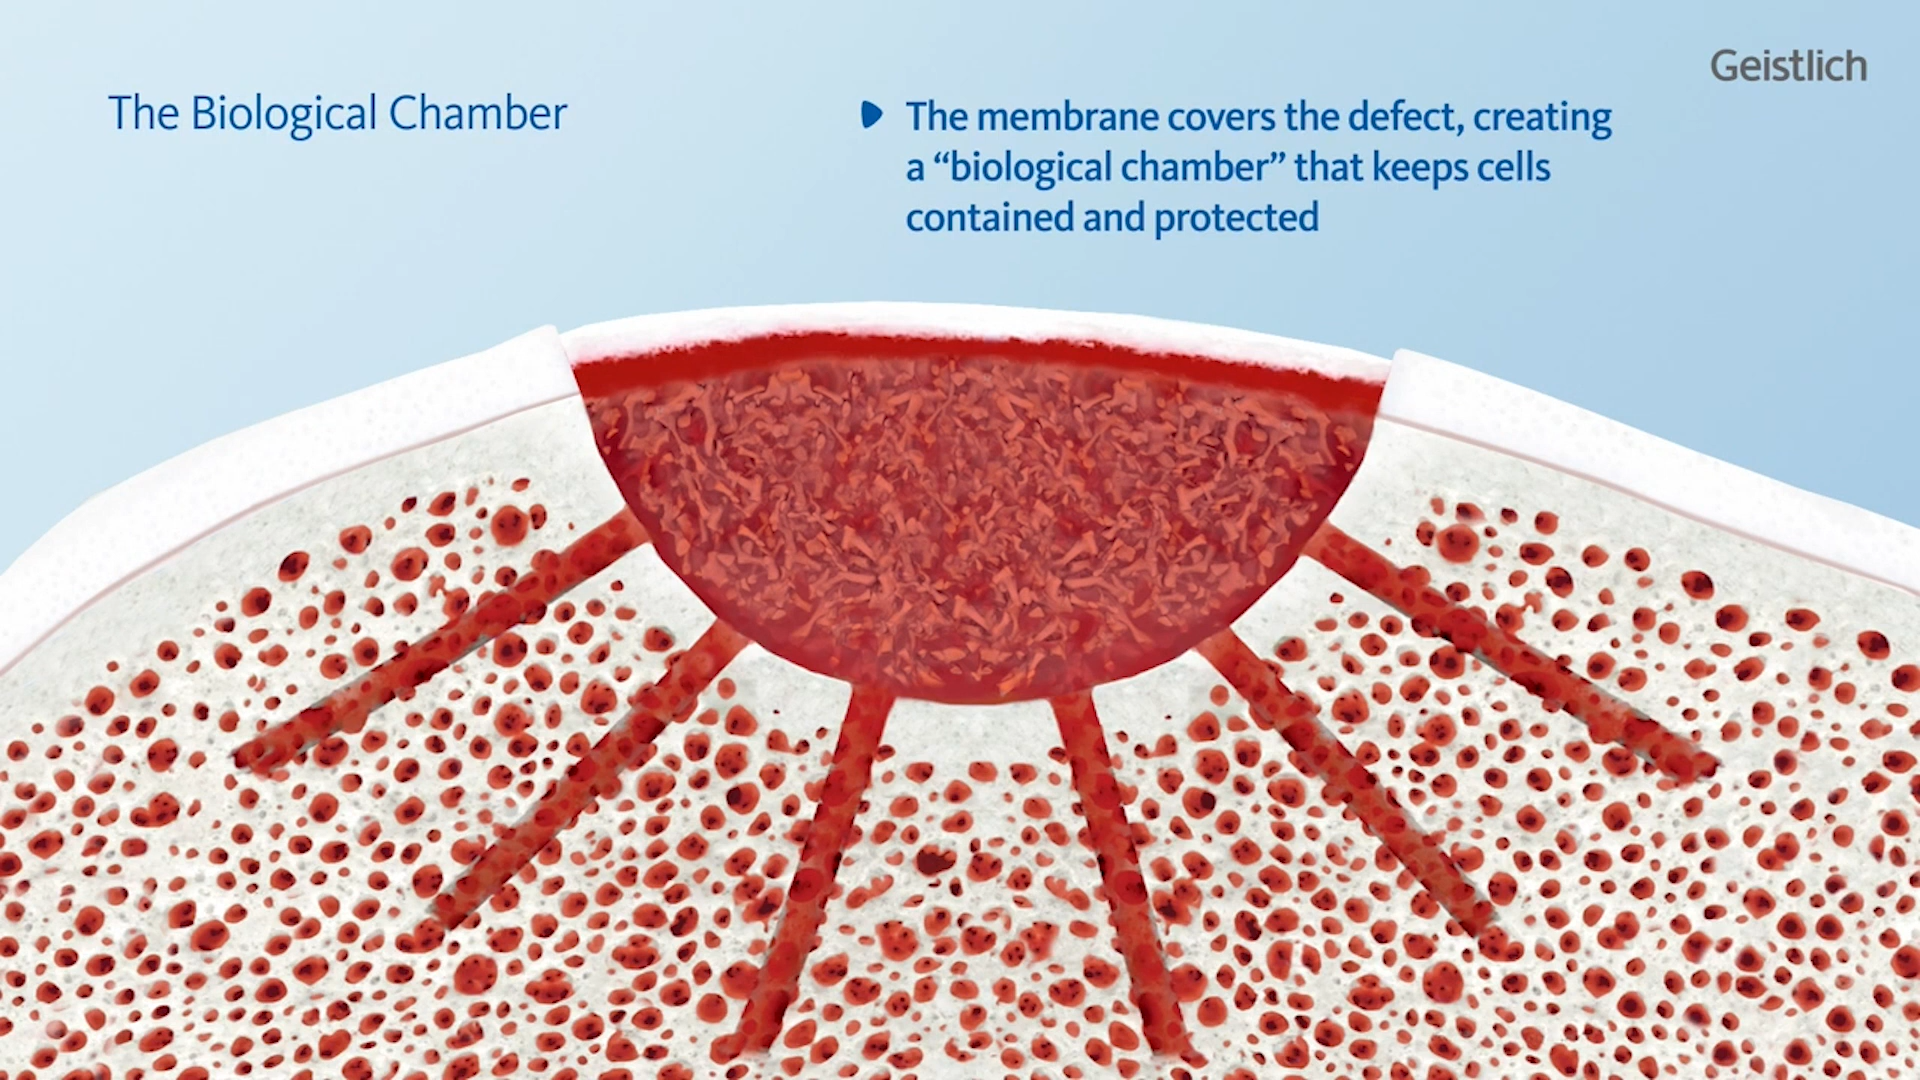 Geistlich
The Biological Chamber
The membrane covers the defect, creating
a “biological chamber” that keeps cells
contained and protected